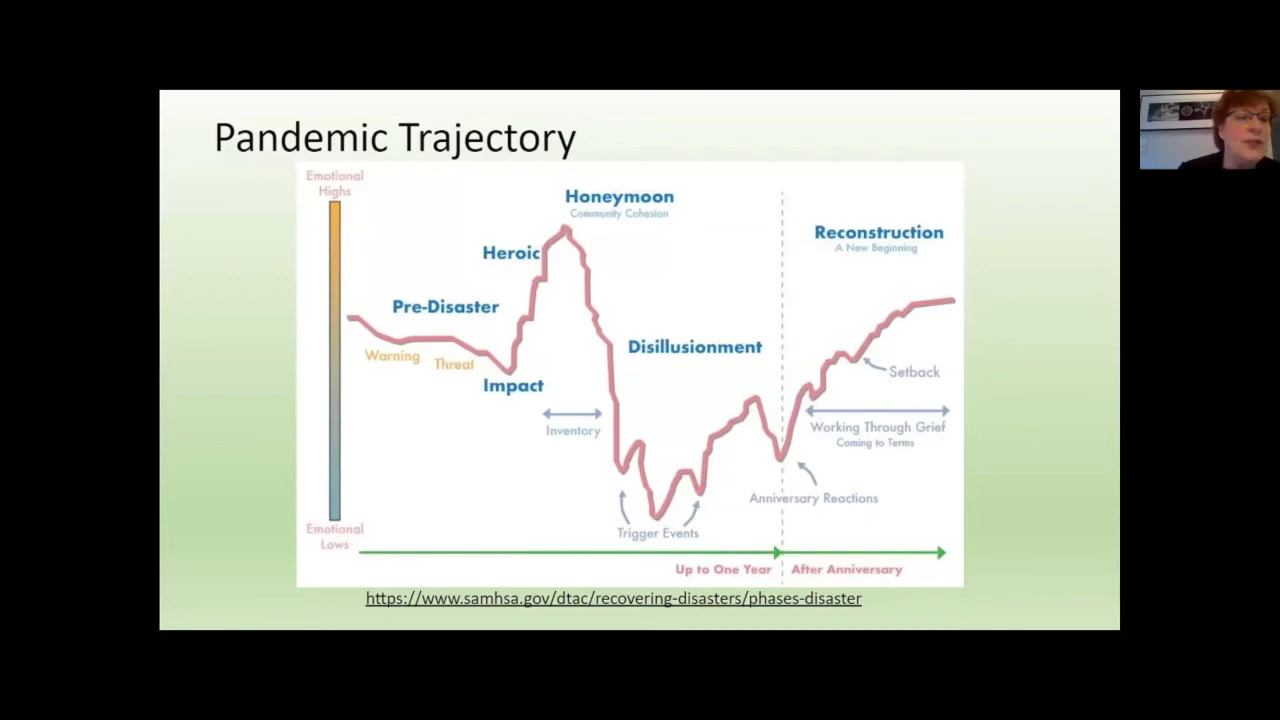 Pandemic Trajectory
Emotional
Highs
Honeymoon
Community Cohesion
Reconstruction
A New Beginning
Heroic
Pre-Disaster
Warning
Threat
Disillusionment
Impact
Setback
Inventory
Working Through Grief
Coming to Terms
Anniversary Reactions
Trigger Events
Emotional
Lows
Up to One Year
After Anniversary
https://www.samhsa.gov/dtac/recovering-disasters/phases-disaster